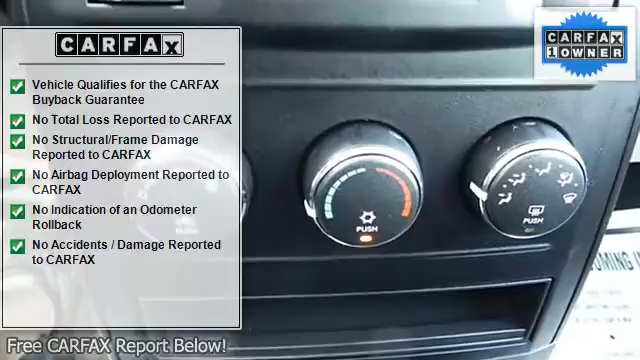 CARFAX
Vehicle Qualifies for the CARFAX
Buyback Guarantee
No Total Loss Reported to CARFAX
No Structural/Frame Damage
Reported to CARFAX
No Airbag Deployment Reported to
CARFAX
No Indication of an Odometer
Rollback
No Accidents / Damage Reported
to CARFAX
Free CARFAX Report Below!
CARFAX
1 OWNER
PUSH
PUSH